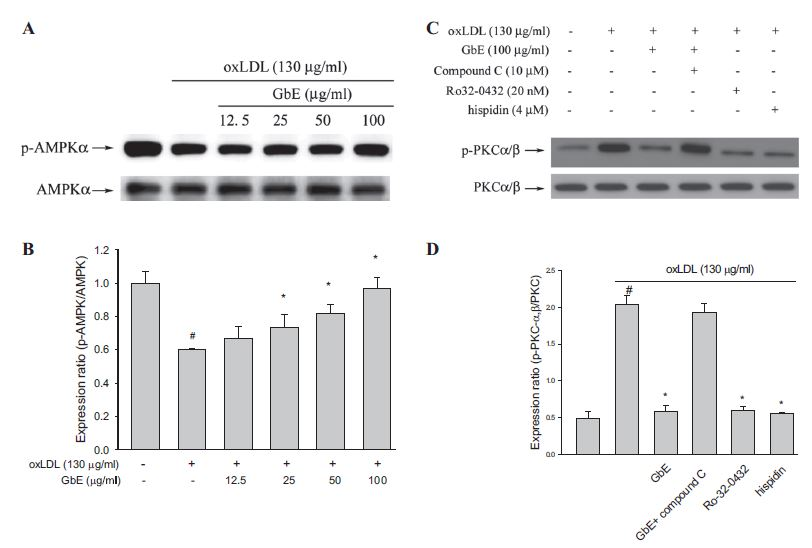 A
oxLDL (130 µg/ml)
GbE (µg/ml)
12. 5 25 50 100
p-AMPKα
AMPKα
B
Expression ratio (p-AMPK/AMPK)
1.2
1.0
0.8
0.6
0.4
0.2
0.0
#
*
*
*
oxLDL (130 µg/ml) - + + + + +
GbE (µg/ml) - - 12.5 25 50 100
C
oxLDL (130 µg/ml) - + + + + +
GbE (100 µg/ml) - - + + - -
Compound C (10 µM) - - - + - -
Ro32-0432 (20 nM) - - - - + -
hispidin (4 µM) - - - - - +
p-PKCα/β
PKCα/β
D
oxLDL (130 µg/ml)
Expression ratio (p-PKC-α,β/PKC)
2.5
2.0
1.5
1.0
0.5
0.0
#
*
*
*
GbE
GbE+ compound C
Ro-32-0432
hispidin